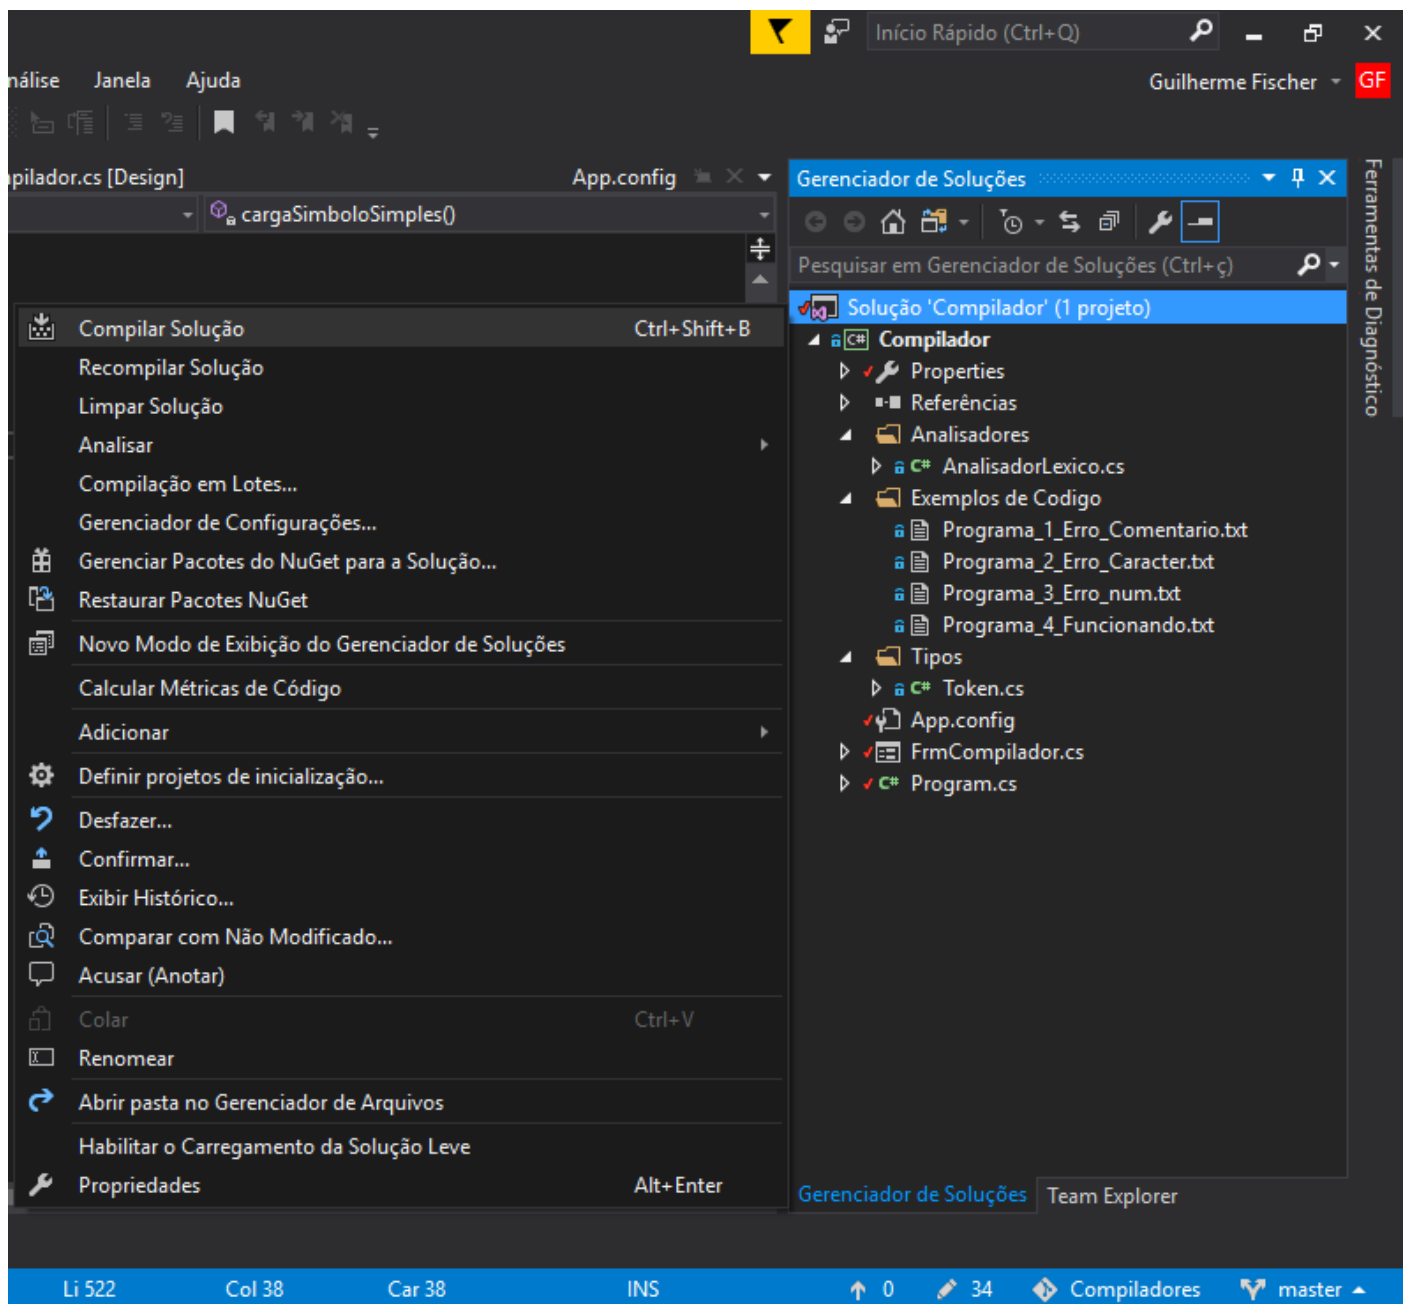 Início Rápido (Ctrl+Q)
nálise Janela Ajuda
Guilherme Fischer GF
pilador.cs [Design] App.config
cargaSimboloSimples()
Compilar Solução Ctrl+Shift+B
Recompilar Solução
Limpar Solução
Analisar
Compilação em Lotes...
Gerenciador de Configurações...
Gerenciar Pacotes do NuGet para a Solução...
Restaurar Pacotes NuGet
Novo Modo de Exibição do Gerenciador de Soluções
Calcular Métricas de Código
Adicionar
Definir projetos de inicialização...
Desfazer...
Confirmar...
Exibir Histórico...
Comparar com Não Modificado...
Acusar (Anotar)
Colar Ctrl+V
Renomear
Abrir pasta no Gerenciador de Arquivos
Habilitar o Carregamento da Solução Leve
Propriedades Alt+Enter
Gerenciador de Soluções
Pesquisar em Gerenciador de Soluções (Ctrl+ç)
Solução 'Compilador' (1 projeto)
C# Compilador
Properties
Referências
Analisadores
C# AnalisadorLexico.cs
Exemplos de Codigo
Programa_1_Erro_Comentario.txt
Programa_2_Erro_Caracter.txt
Programa_3_Erro_num.txt
Programa_4_Funcionando.txt
Tipos
C# Token.cs
App.config
FrmCompilador.cs
C# Program.cs
Gerenciador de Soluções Team Explorer
Ferramentas de Diagnóstico
Li 522 Col 38 Car 38 INS 0 34 Compiladores master